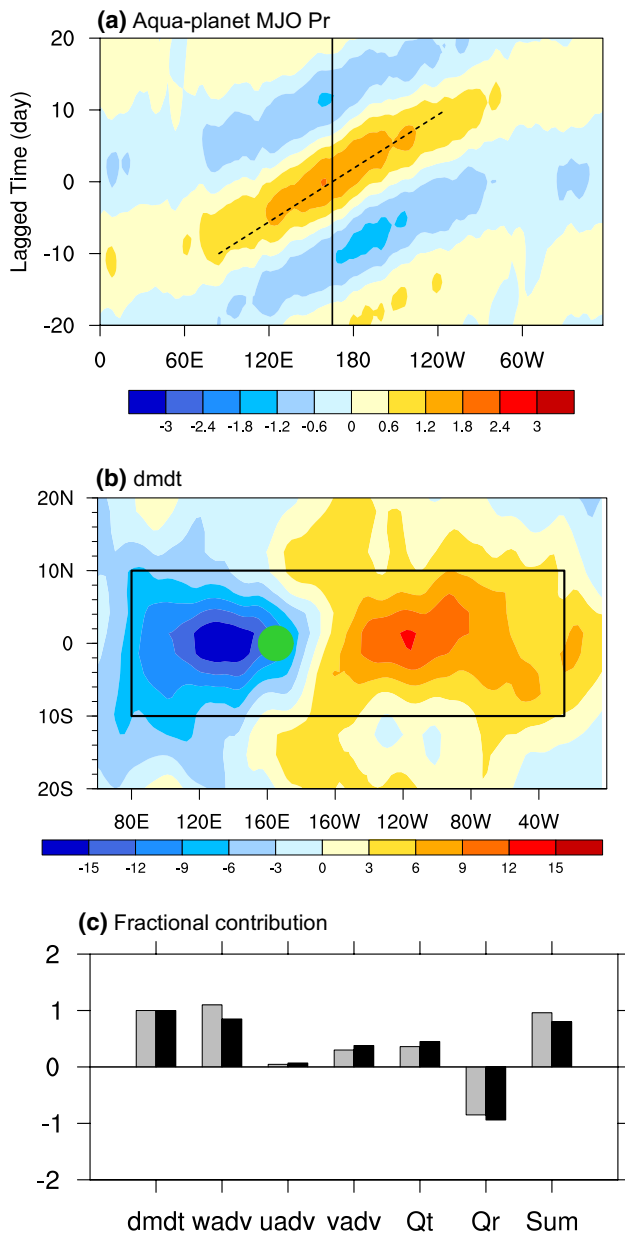 (a) Aqua-planet MJO Pr
Lagged Time (day)
20
10
0
-10
-20
0 60E 120E 180 120W 60W
-3 -2.4 -1.8 -1.2 -0.6 0 0.6 1.2 1.8 2.4 3
(b) dmdt
20N
10N
0
10S
20S
80E 120E 160E 160W 120W 80W 40W
-15 -12 -9 -6 -3 0 3 6 9 12 15
(c) Fractional contribution
2
1
0
-1
-2
dmdt wadv uadv vadv Qt Qr Sum